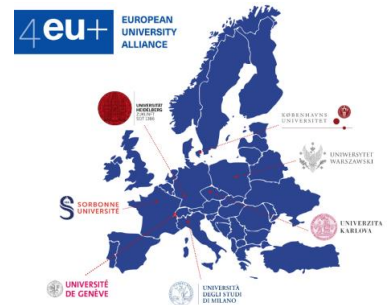 4eu+
EUROPEAN
UNIVERSITY
ALLIANCE
UNIVERSITÄT
HEIDELBERG
ZUKUNFT
SEIT 1386
KØBENHAVNS
UNIVERSITET
UNIWERSYTET
WARSZAWSKI
SORBONNE
UNIVERSITÉ
UNIVERZITA
KARLOVA
UNIVERSITÉ
DE GENÈVE
UNIVERSITÀ
DEGLI STUDI
DI MILANO